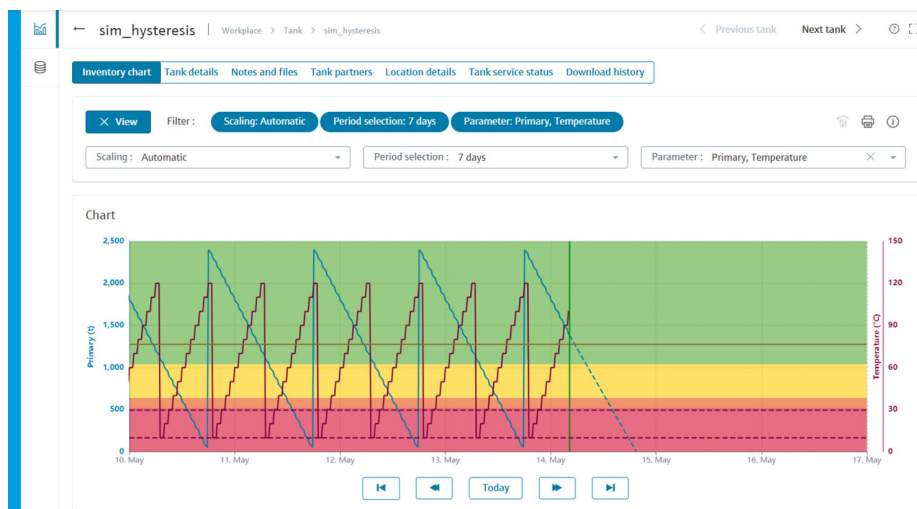 ← sim_hysteresis | Workplace > Tank > sim_hysteresis < Previous tank Next tank >
Inventory chart Tank details Notes and files Tank partners Location details Tank service status Download history
× View Filter : Scaling: Automatic Period selection: 7 days Parameter: Primary, Temperature
Scaling : Automatic Period selection : 7 days Parameter : Primary, Temperature
Chart
2,500 150
2,000 120
1,500 90
1,000 60
500 30
0 0
Primary (t)
Temperature (°C)
10. May 11. May 12. May 13. May 14. May 15. May 16. May 17. May
Today